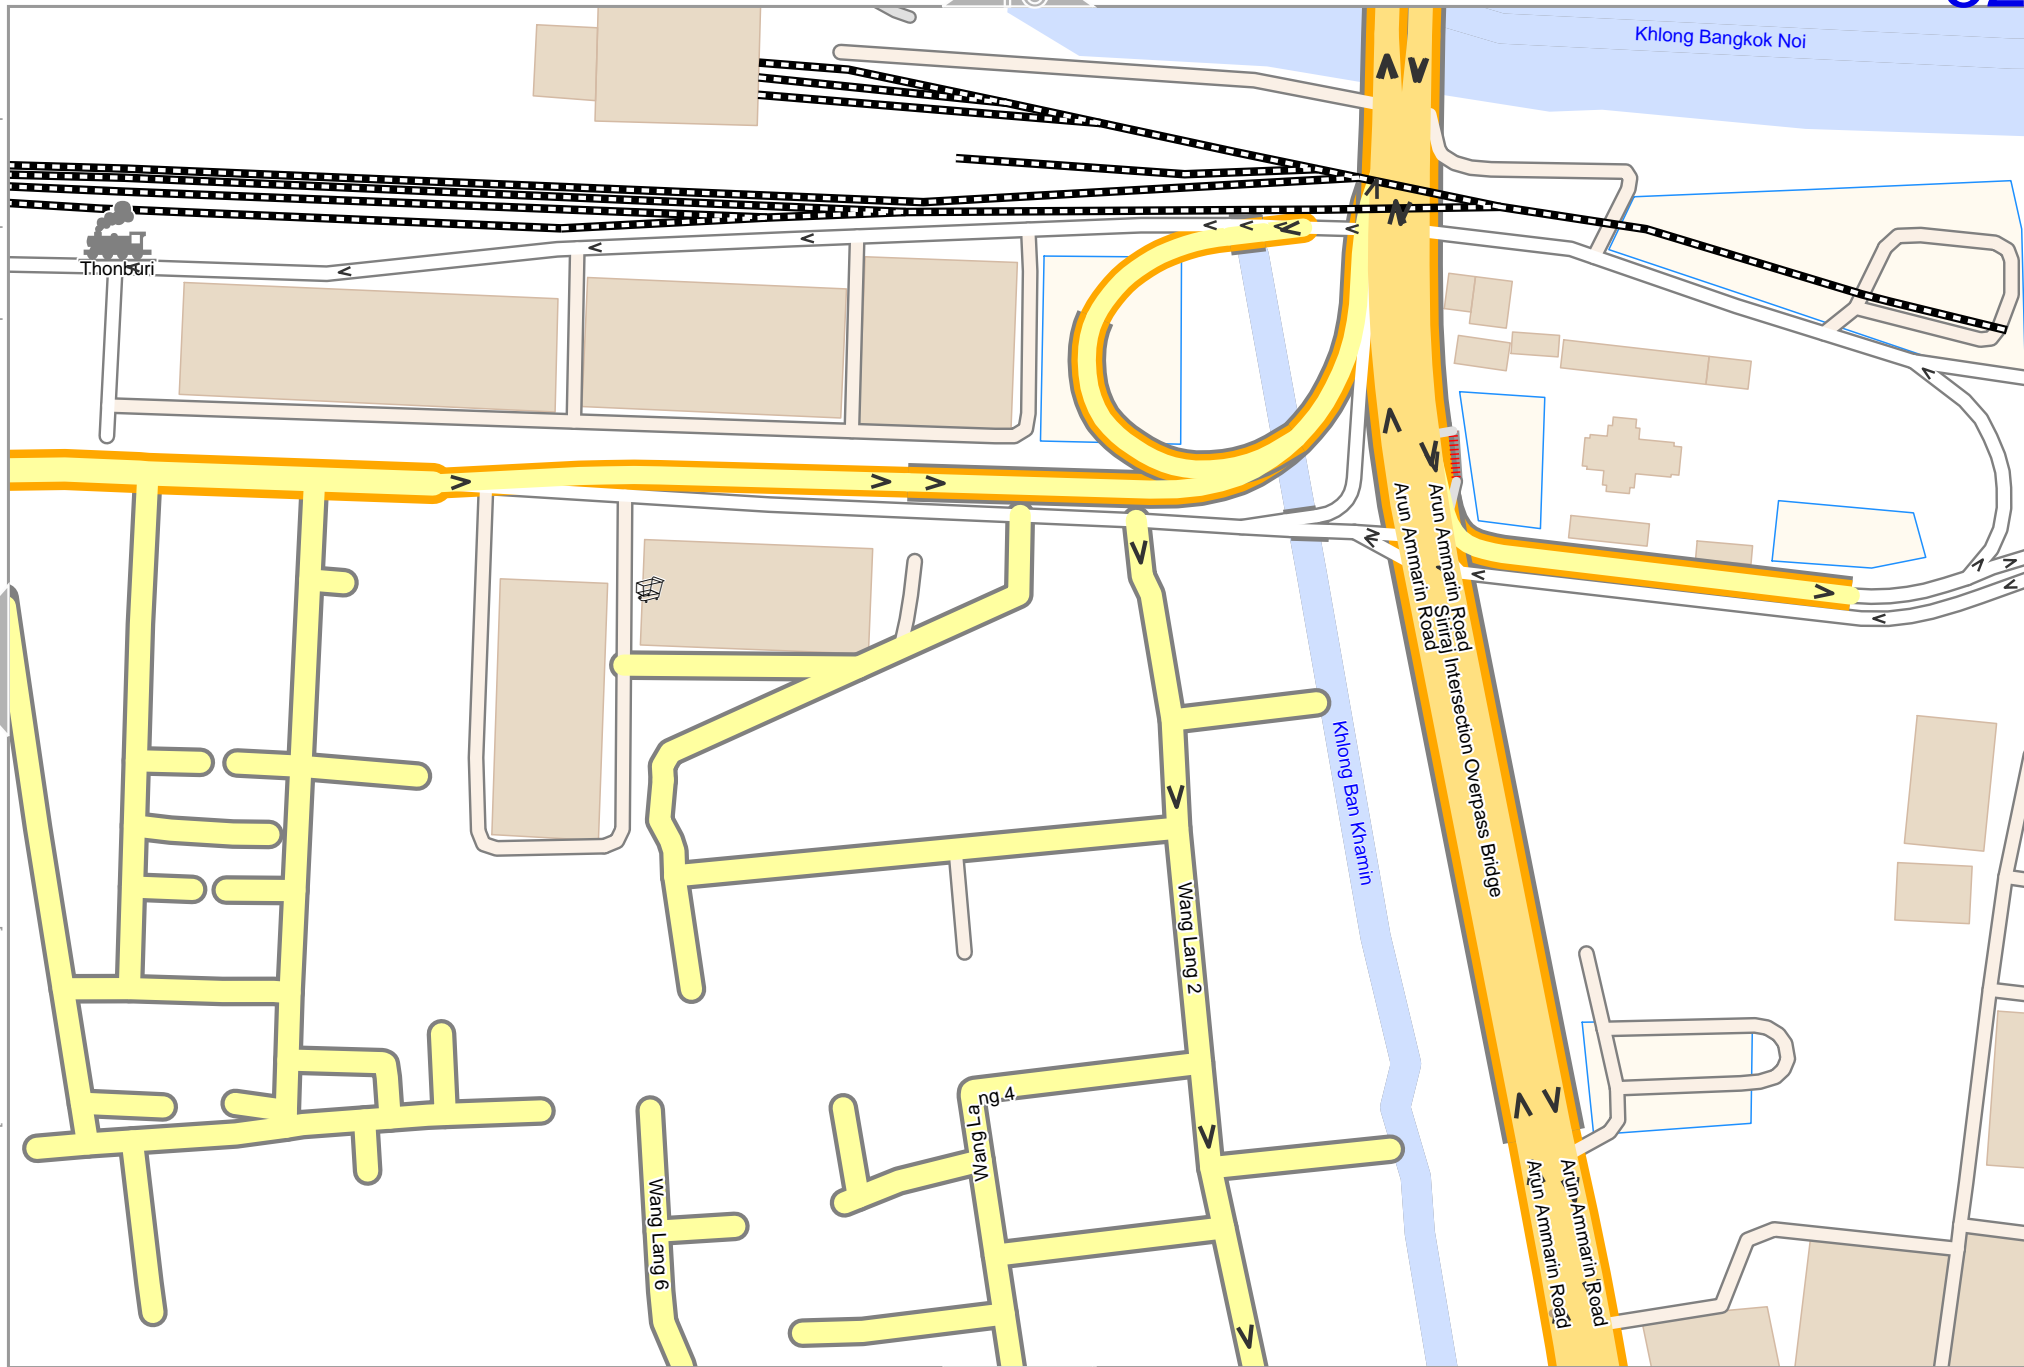 Khlong Bangkok Noi
Thonburi
Arun Ammarin Road
Arun Ammarin Road
Siriraj Intersection Overpass Bridge
Khlong Ban Khamin
Wang Lang 2
Wang Lang 4
Wang Lang 6
Arun Ammarin Road
Arun Ammarin Road